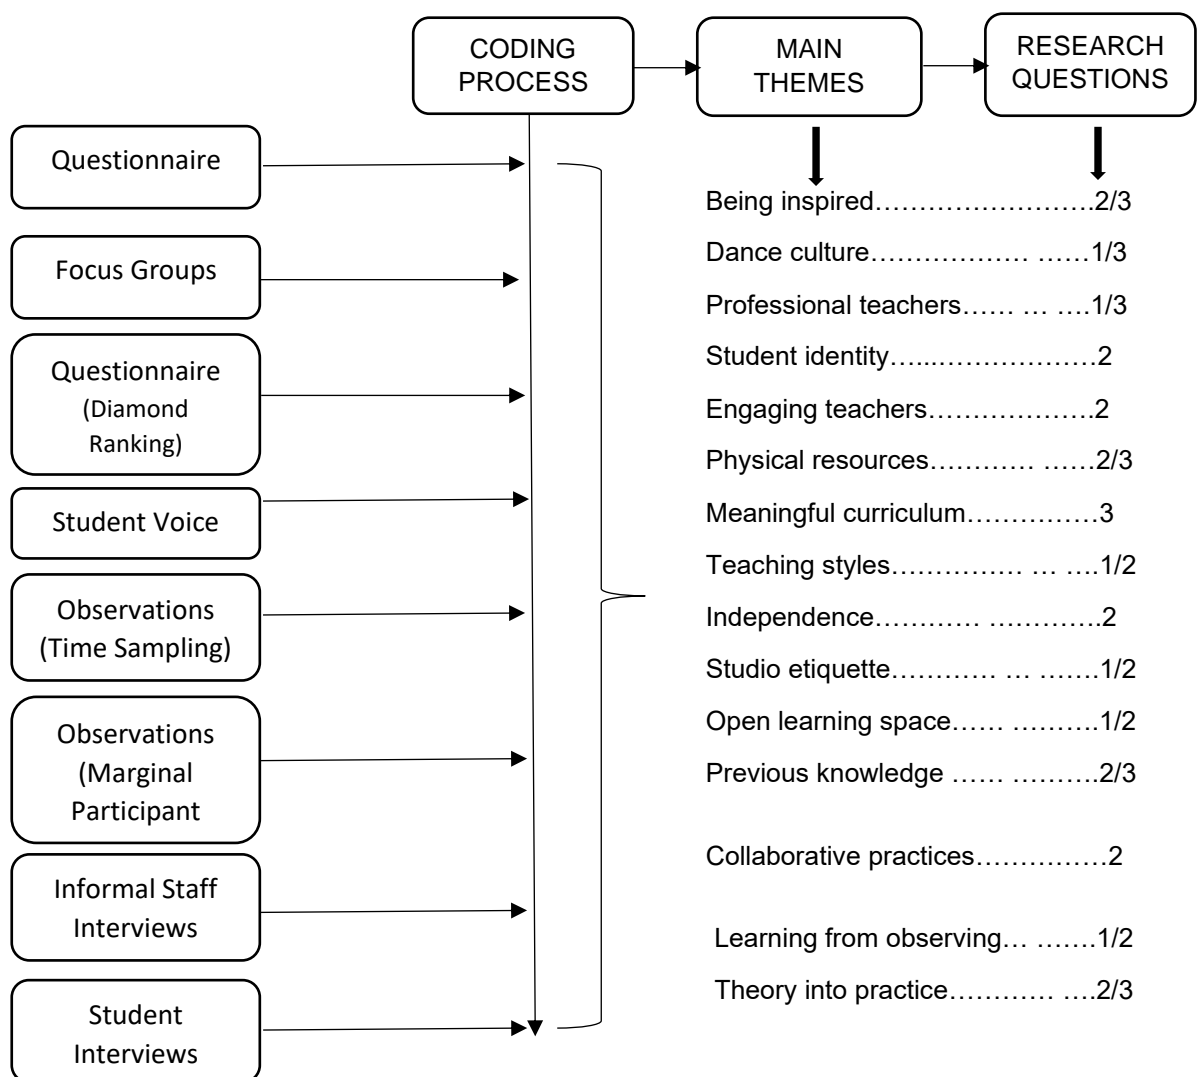 CODING
PROCESS
MAIN
THEMES
RESEARCH
QUESTIONS
Questionnaire
Focus Groups
Questionnaire
(Diamond
Ranking)
Student Voice
Observations
(Time Sampling)
Observations
(Marginal
Participant
Informal Staff
Interviews
Student
Interviews
Being inspired…………………….2/3
Dance culture……………… ……1/3
Professional teachers…… … ….1/3
Student identity…...………………2
Engaging teachers……………….2
Physical resources………… ……2/3
Meaningful curriculum……………3
Teaching styles…………… … ….1/2
Independence………… ….………..2
Studio etiquette………… … …….1/2
Open learning space…… ………..1/2
Previous knowledge …… ………..2/3
Collaborative practices……………2
Learning from observing… …….1/2
Theory into practice………… ….2/3